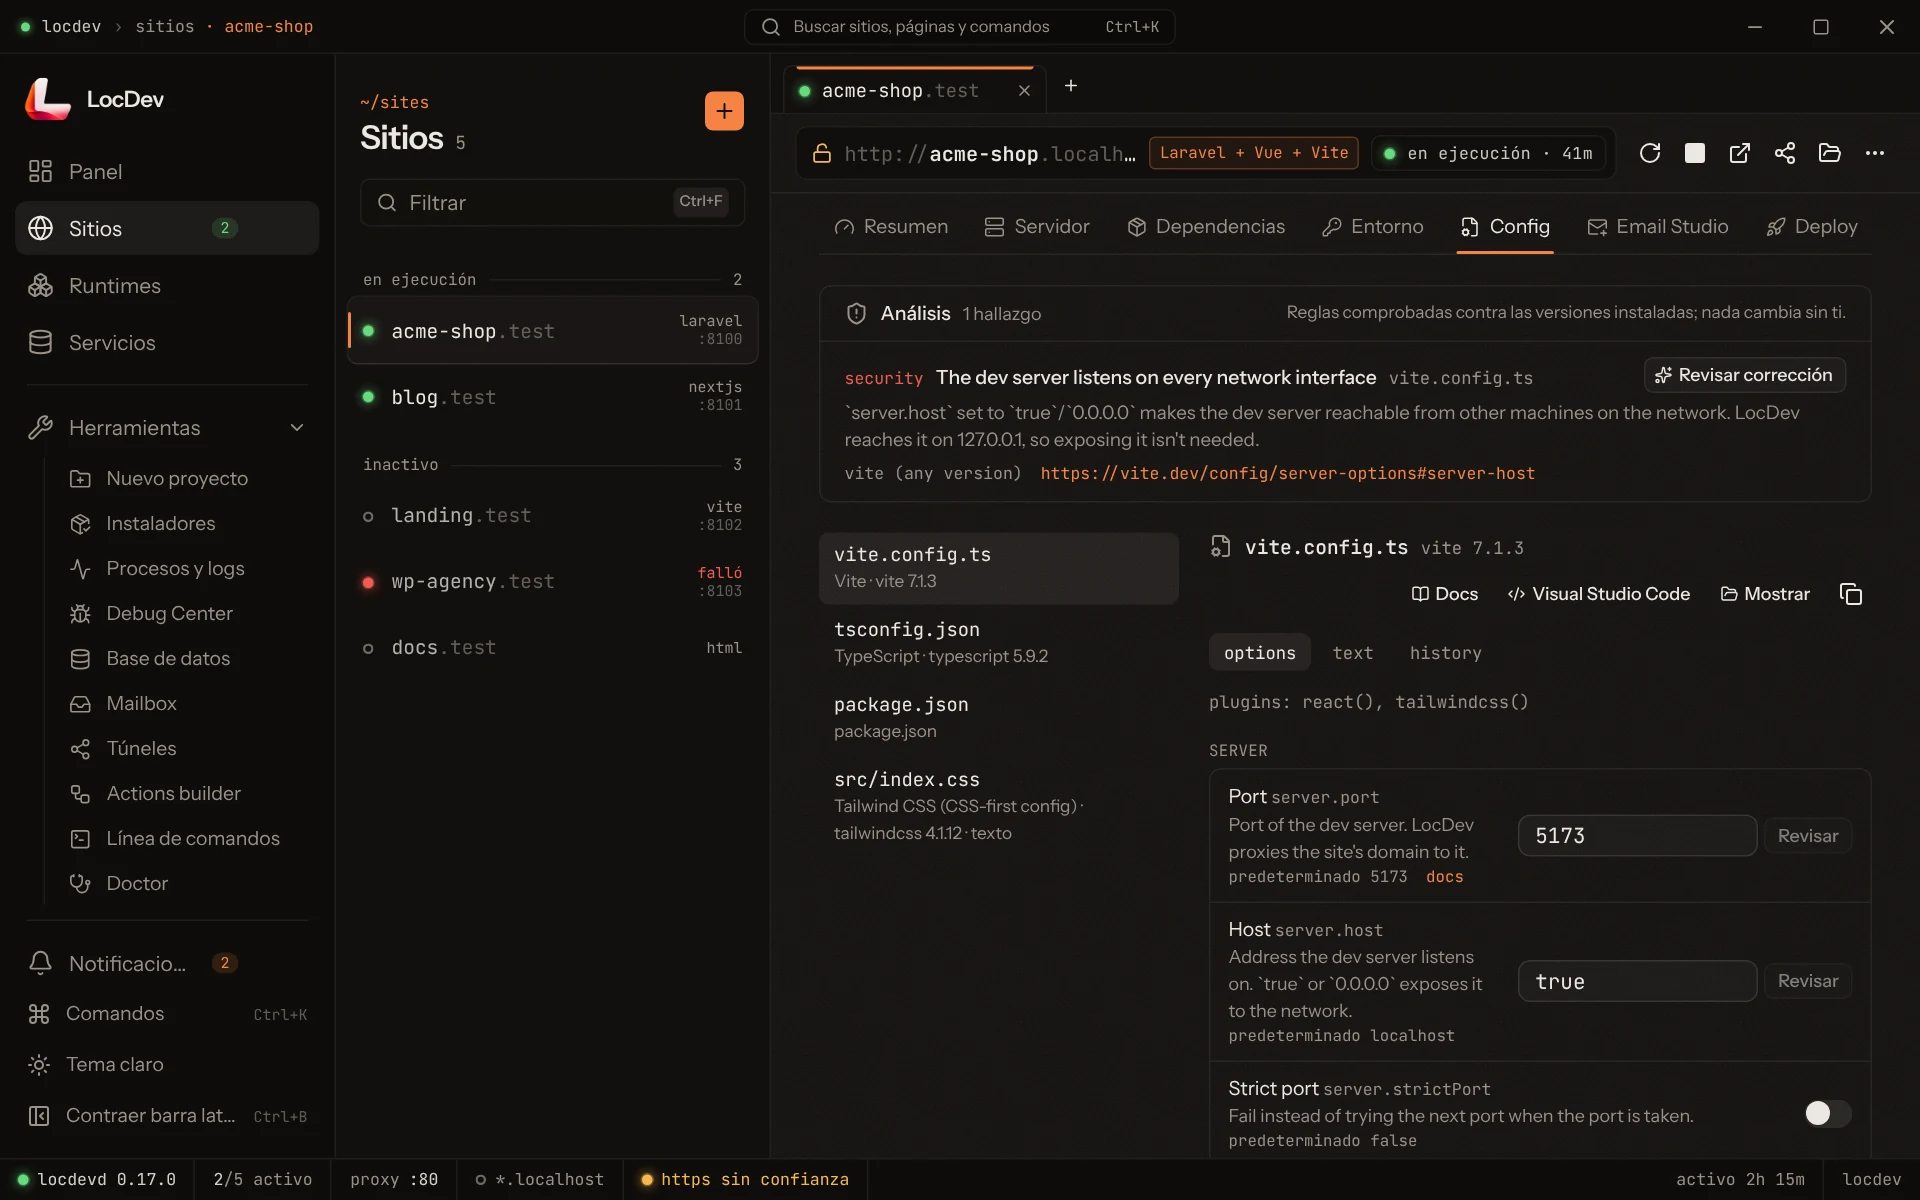 locdev › sitios · acme-shop
Buscar sitios, páginas y comandos Ctrl+K
LocDev
Panel
Sitios 2
Runtimes
Servicios
Herramientas
Nuevo proyecto
Instaladores
Procesos y logs
Debug Center
Base de datos
Mailbox
Túneles
Actions builder
Línea de comandos
Doctor
Notificacio... 2
Comandos Ctrl+K
Tema claro
Contraer barra lat... Ctrl+B
~/sites
Sitios 5
Filtrar Ctrl+F
en ejecución 2
acme-shop.test laravel :8100
blog.test nextjs :8101
inactivo 3
landing.test vite :8102
wp-agency.test falló :8103
docs.test html
acme-shop.test
http://acme-shop.localh… Laravel + Vue + Vite en ejecución · 41m
Resumen Servidor Dependencias Entorno Config Email Studio Deploy
Análisis 1 hallazgo Reglas comprobadas contra las versiones instaladas; nada cambia sin ti.
security The dev server listens on every network interface vite.config.ts Revisar corrección
`server.host` set to `true`/`0.0.0.0` makes the dev server reachable from other machines on the network. LocDev
reaches it on 127.0.0.1, so exposing it isn't needed.
vite (any version) https://vite.dev/config/server-options#server-host
vite.config.ts
Vite · vite 7.1.3
tsconfig.json
TypeScript · typescript 5.9.2
package.json
package.json
src/index.css
Tailwind CSS (CSS-first config) ·
tailwindcss 4.1.12 · texto
vite.config.ts vite 7.1.3
Docs Visual Studio Code Mostrar
options text history
plugins: react(), tailwindcss()
SERVER
Port server.port
Port of the dev server. LocDev
proxies the site's domain to it.
predeterminado 5173 docs
5173 Revisar
Host server.host
Address the dev server listens
on. `true` or `0.0.0.0` exposes it
to the network.
predeterminado localhost
true Revisar
Strict port server.strictPort
Fail instead of trying the next port when the port is taken.
predeterminado false
locdevd 0.17.0 2/5 activo proxy :80 *.localhost https sin confianza activo 2h 15m locdev